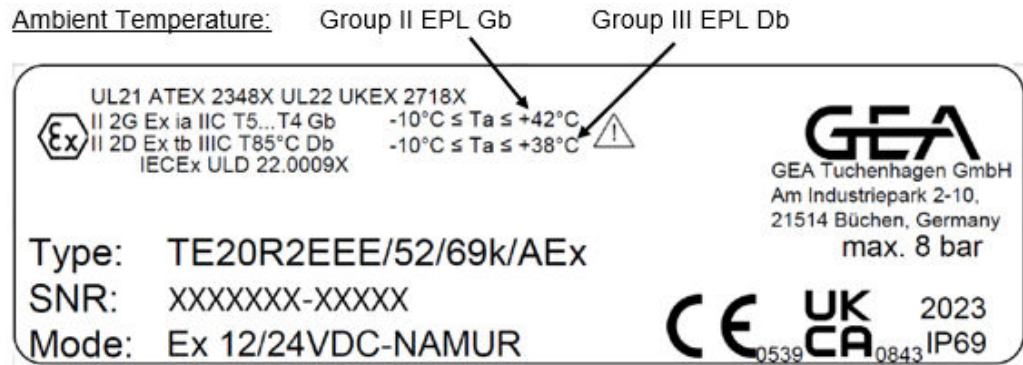 Ambient Temperature: Group II EPL Gb Group III EPL Db
UL21 ATEX 2348X UL22 UKEX 2718X
Ex II 2G Ex ia IIC T5...T4 Gb -10°C ≤ Ta ≤ +42°C
II 2D Ex tb IIIC T85°C Db -10°C ≤ Ta ≤ +38°C
IECEx ULD 22.0009X
GEA
GEA Tuchenhagen GmbH
Am Industriepark 2-10,
21514 Büchen, Germany
max. 8 bar
Type: TE20R2EEE/52/69k/AEx
SNR: XXXXXXX-XXXXX
Mode: Ex 12/24VDC-NAMUR
CE 0539
UK
CA 0843
2023
IP69